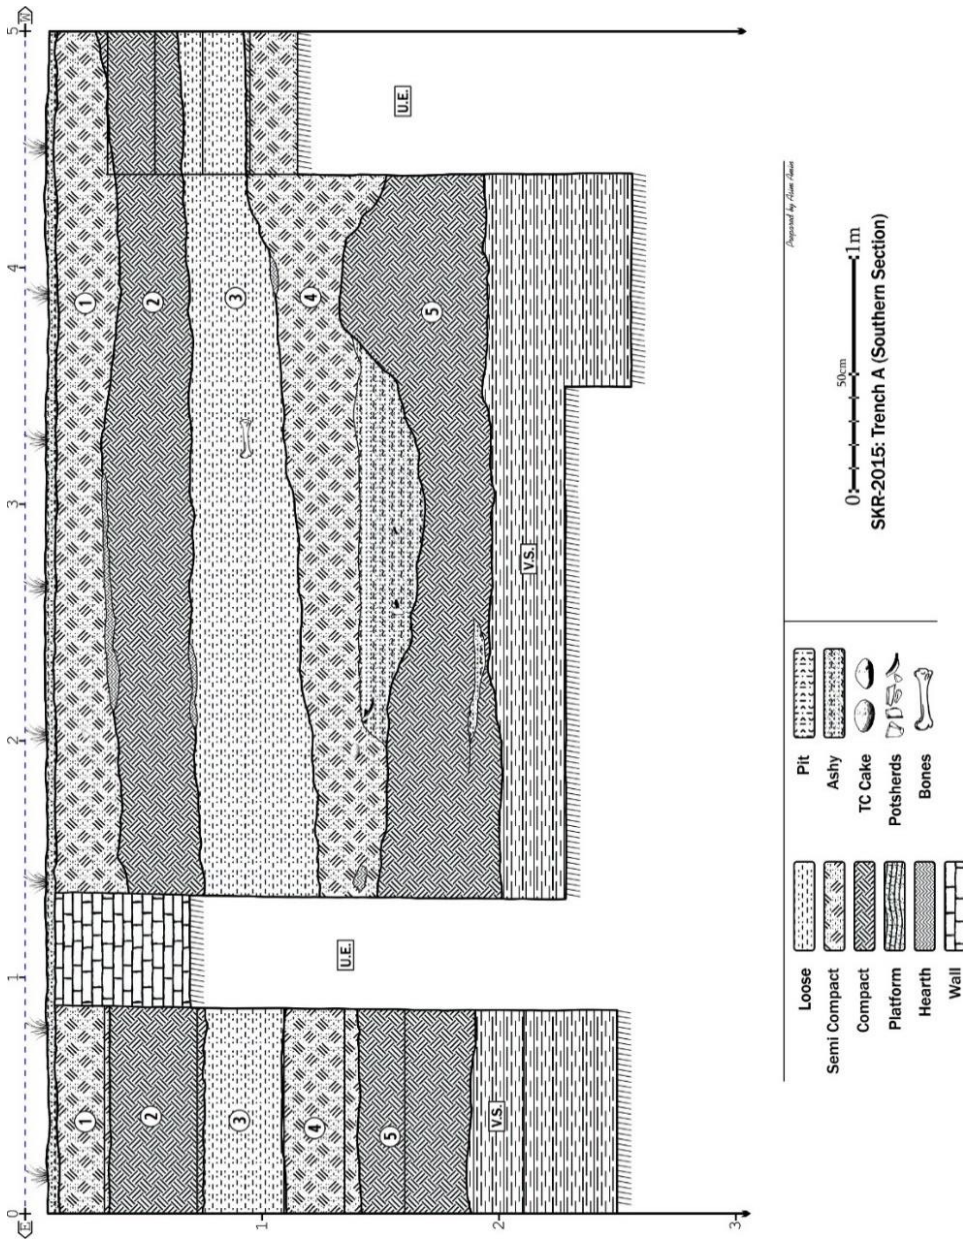 E
W
0
1
2
3
4
5
1
2
3
1
2
3
4
5
V.S.
U.E.
1
2
3
4
5
V.S.
U.E.
Loose
Semi Compact
Compact
Platform
Hearth
Wall
Pit
Ashy
TC Cake
Potsherds
Bones
0
50cm
1m
SKR-2015: Trench A (Southern Section)
Prepared by Asim Amin